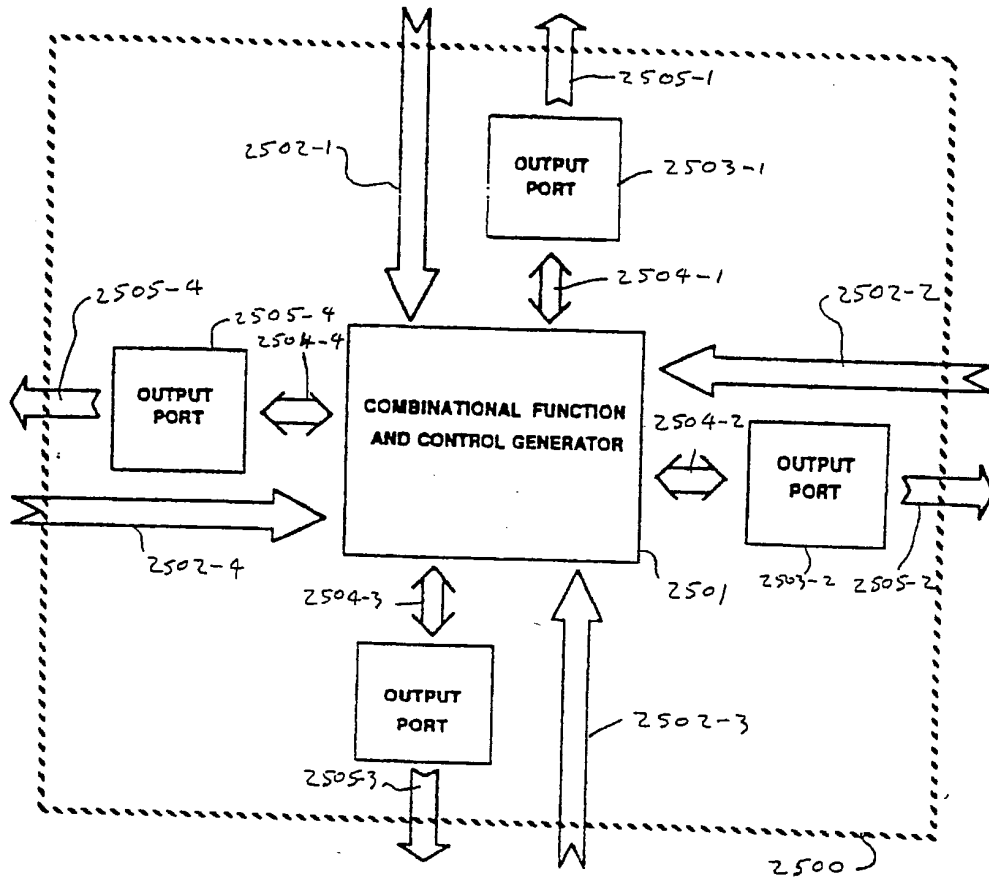 2505-1
2502-1
OUTPUT
PORT
2503-1
2504-1
2505-4
2505-4
2502-2
2504-4
OUTPUT
PORT
COMBINATIONAL FUNCTION
AND CONTROL GENERATOR
2504-2
OUTPUT
PORT
2502-4
2501
2503-2
2505-2
2504-3
OUTPUT
PORT
2502-3
2505-3
2500